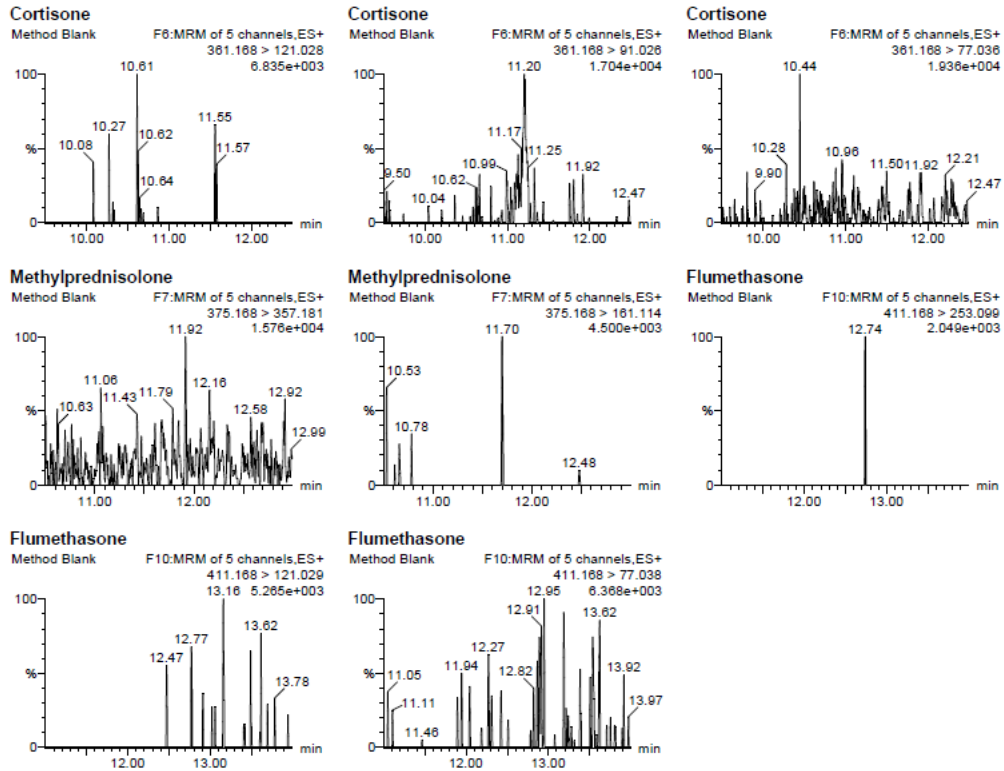 Cortisone
Method Blank F6:MRM of 5 channels,ES+
361.168 > 121.028
6.835e+003
100
%
0
10.61
10.27
10.08
10.62
10.64
11.55
11.57
10.00 11.00 12.00 min
Cortisone
Method Blank F6:MRM of 5 channels,ES+
361.168 > 91.026
1.704e+004
100
%
0
11.20
11.17
11.25
10.99
10.62
11.92
9.50
10.04
12.47
10.00 11.00 12.00 min
Cortisone
Method Blank F6:MRM of 5 channels,ES+
361.168 > 77.036
1.936e+004
100
%
0
10.44
10.28
10.96
9.90
11.50
11.92
12.21
12.47
10.00 11.00 12.00 min
Methylprednisolone
Method Blank F7:MRM of 5 channels,ES+
375.168 > 357.181
1.576e+004
100
%
0
11.92
11.06
11.79
12.16
11.43
10.63
12.58
12.92
12.99
11.00 12.00 min
Methylprednisolone
Method Blank F7:MRM of 5 channels,ES+
375.168 > 161.114
4.500e+003
100
%
0
11.70
10.53
10.78
12.48
11.00 12.00 min
Flumethasone
Method Blank F10:MRM of 5 channels,ES+
411.168 > 253.099
2.049e+003
100
%
0
12.74
12.00 13.00 min
Flumethasone
Method Blank F10:MRM of 5 channels,ES+
411.168 > 121.029
13.16 5.265e+003
100
%
0
12.47
12.77
13.62
13.78
12.00 13.00 min
Flumethasone
Method Blank F10:MRM of 5 channels,ES+
411.168 > 77.038
12.95 6.368e+003
100
%
0
12.91
13.62
12.27
11.94
12.82
11.05
11.11
11.46
13.92
13.97
12.00 13.00 min